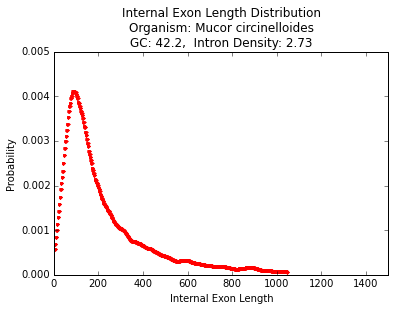 Internal Exon Length Distribution
Organism: Mucor circinelloides
GC: 42.2,  Intron Density: 2.73
0.005
0.004
0.003
0.002
0.001
0.000
Probability
0 200 400 600 800 1000 1200 1400
Internal Exon Length